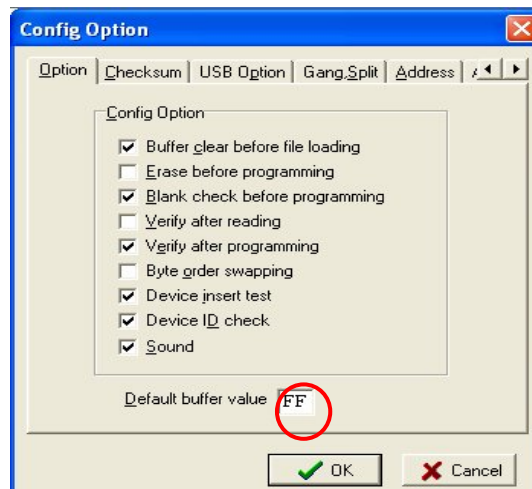 Config Option
Option Checksum USB Option Gang,Split Address
Config Option
Buffer clear before file loading
Erase before programming
Blank check before programming
Verify after reading
Verify after programming
Byte order swapping
Device insert test
Device ID check
Sound
Default buffer value FF
OK Cancel